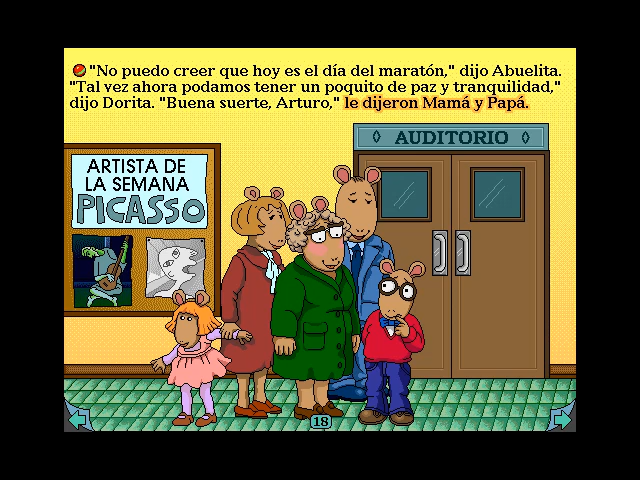 "No puedo creer que hoy es el día del maratón," dijo Abuelita.
"Tal vez ahora podamos tener un poquito de paz y tranquilidad,"
dijo Dorita. "Buena suerte, Arturo," le dijeron Mamá y Papá.
AUDITORIO
ARTISTA DE
LA SEMANA
PICASSO
18